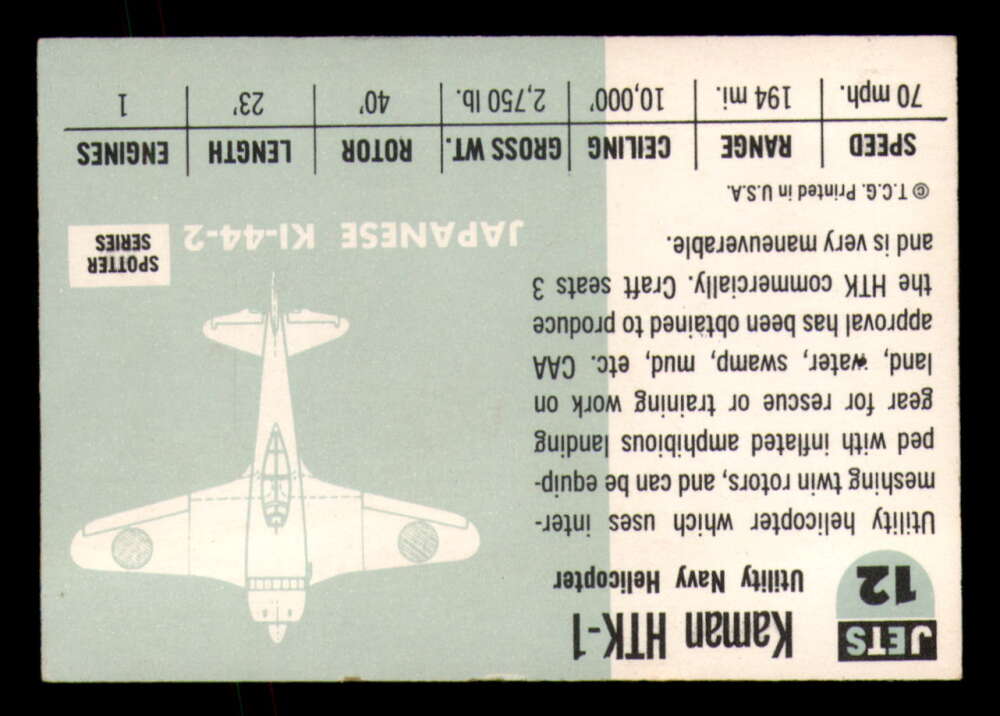 JETS
12
Kaman HTK-1
Utility Navy Helicopter
Utility helicopter which uses inter-
meshing twin rotors, and can be equip-
ped with inflated amphibious landing
gear for rescue or training work on
land, water, swamp, mud, etc. CAA
approval has been obtained to produce
the HTK commercially. Craft seats 3
and is very maneuverable.
© T.C.G. Printed in U.S.A.
SPOTTER
SERIES
JAPANESE KI-44-2
SPEED RANGE CEILING GROSS WT. ROTOR LENGTH ENGINES
70 mph. 194 mi. 10,000' 2,750 lb. 40' 23' 1